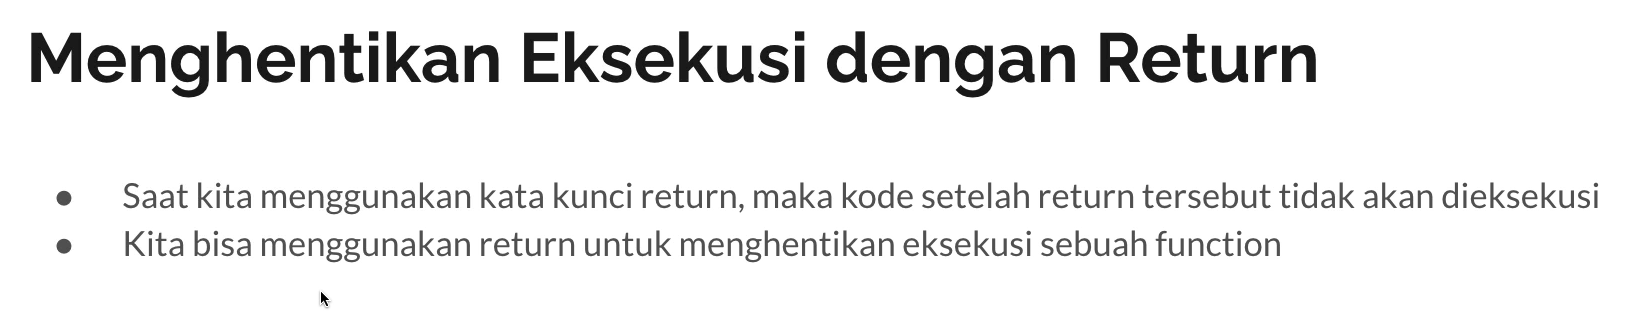 Menghentikan Eksekusi dengan Return
● Saat kita menggunakan kata kunci return, maka kode setelah return tersebut tidak akan dieksekusi
● Kita bisa menggunakan return untuk menghentikan eksekusi sebuah function